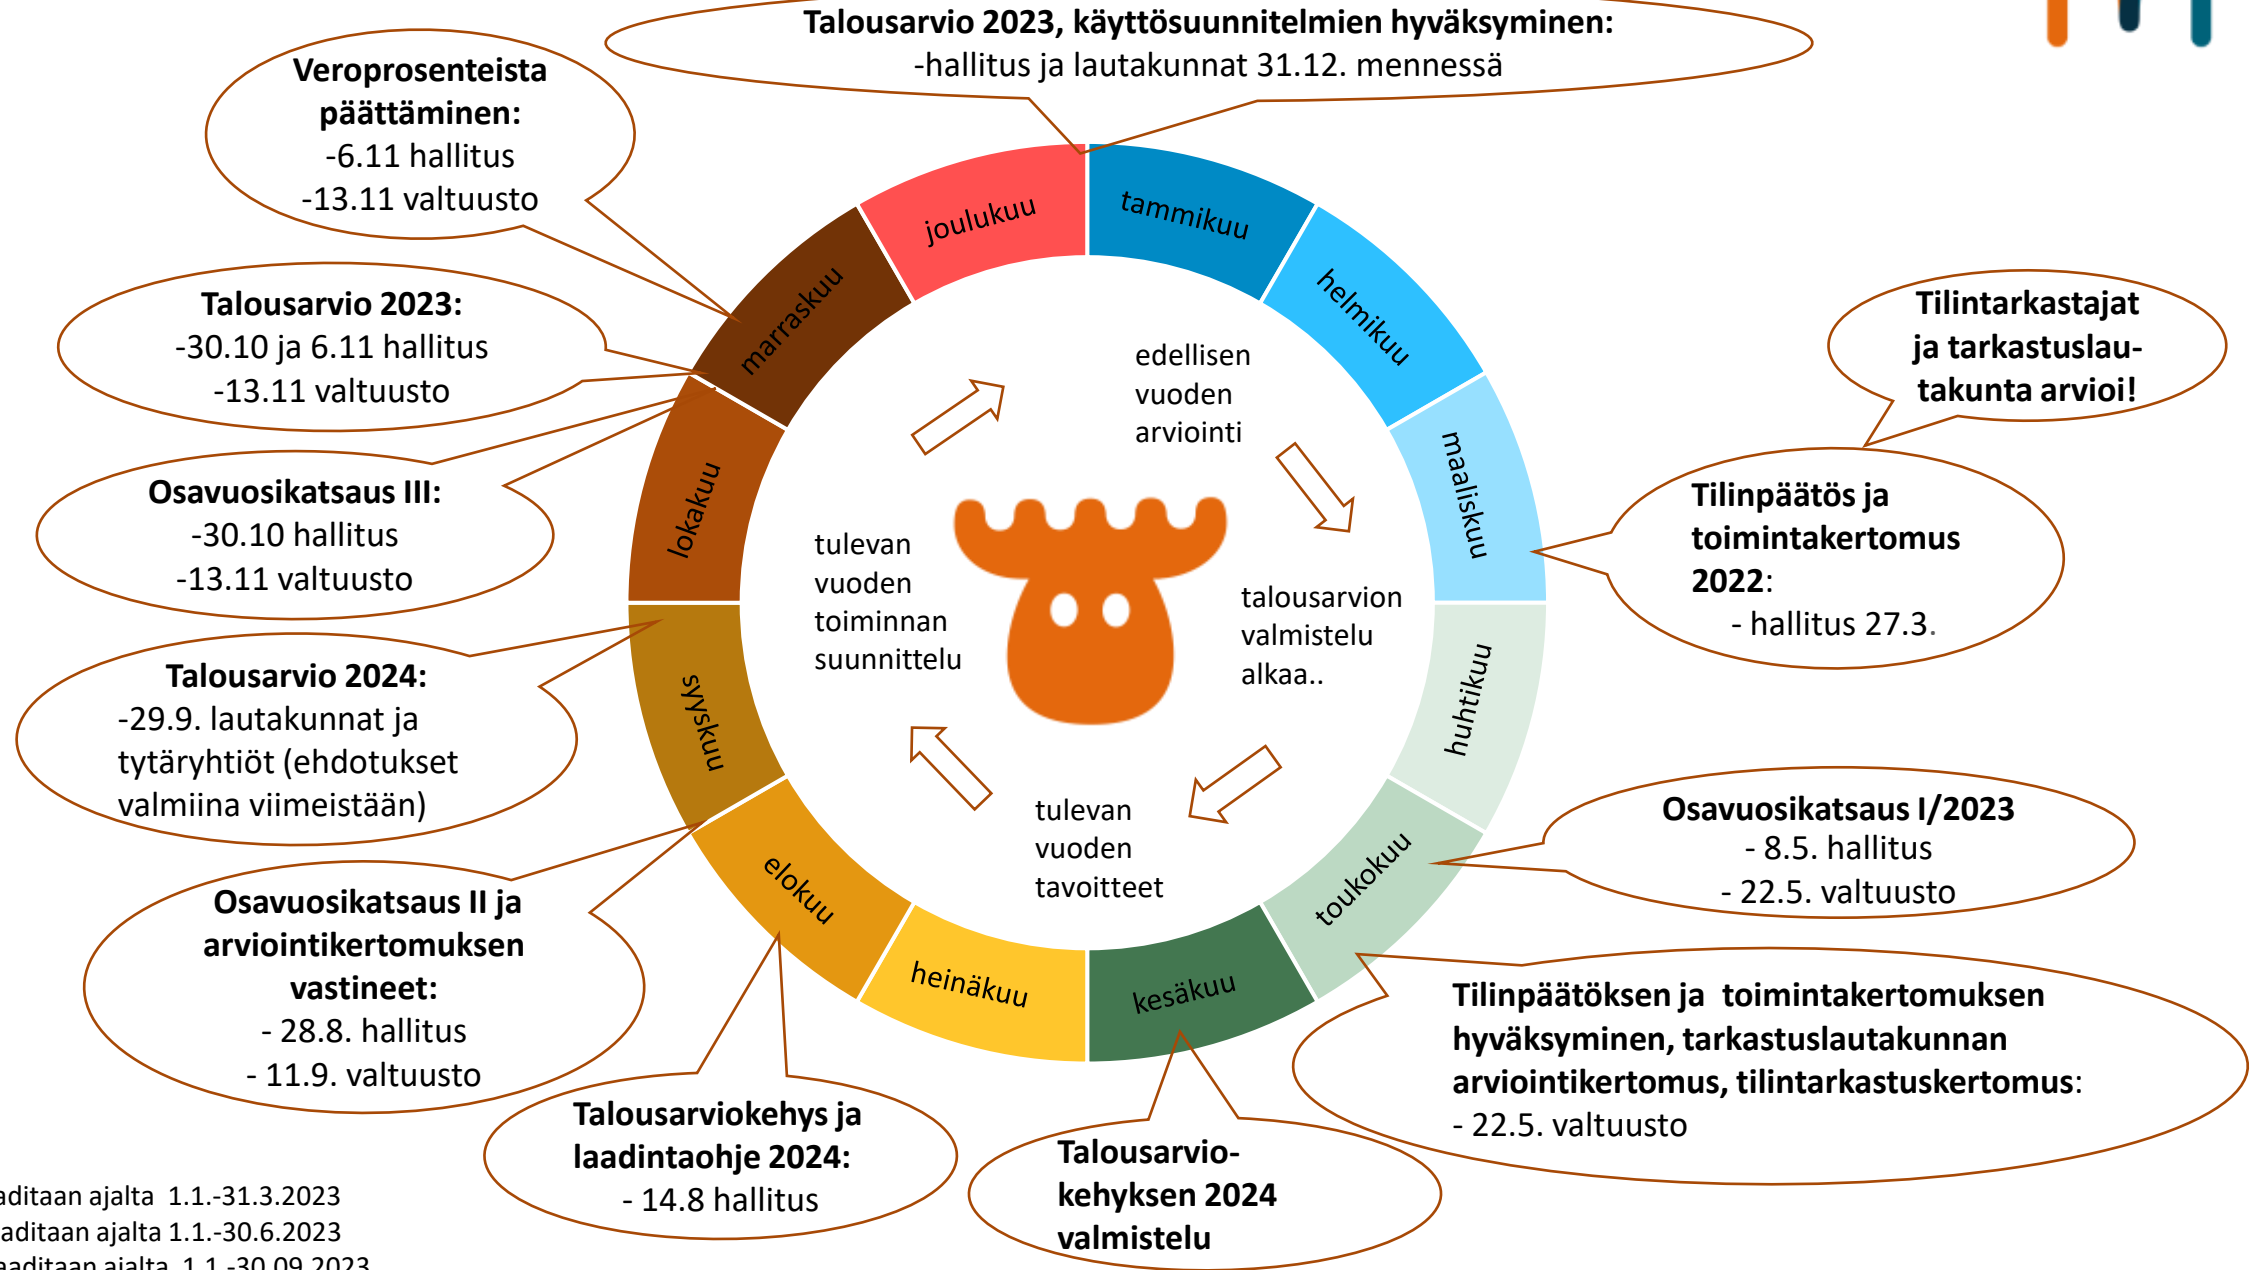 Talousarvio 2023, käyttösuunnitelmien hyväksyminen:
-hallitus ja lautakunnat 31.12. mennessä
Veroprosenteista
päättäminen:
-6.11 hallitus
-13.11 valtuusto
Talousarvio 2023:
-30.10 ja 6.11 hallitus
-13.11 valtuusto
Osavuosikatsaus III:
-30.10 hallitus
-13.11 valtuusto
Talousarvio 2024:
-29.9. lautakunnat ja
tytäryhtiöt (ehdotukset
valmiina viimeistään)
Osavuosikatsaus II ja
arviointikertomuksen
vastineet:
- 28.8. hallitus
- 11.9. valtuusto
Talousarviokehys ja
laadintaohje 2024:
- 14.8 hallitus
Talousarvio-
kehyksen 2024
valmistelu
Tilinpäätöksen ja toimintakertomuksen
hyväksyminen, tarkastuslautakunnan
arviointikertomus, tilintarkastuskertomus:
- 22.5. valtuusto
Osavuosikatsaus I/2023
- 8.5. hallitus
- 22.5. valtuusto
Tilinpäätös ja
toimintakertomus
2022:
- hallitus 27.3.
Tilintarkastajat
ja tarkastuslau-
takunta arvioi!
tammikuu
helmikuu
maaliskuu
huhtikuu
toukokuu
kesäkuu
heinäkuu
elokuu
syyskuu
lokakuu
marraskuu
joulukuu
edellisen
vuoden
arviointi
talousarvion
valmistelu
alkaa..
tulevan
vuoden
tavoitteet
tulevan
vuoden
toiminnan
suunnittelu
aditaan ajalta 1.1.-31.3.2023
aditaan ajalta 1.1.-30.6.2023
aaditaan ajalta 1.1.-30.09.2023